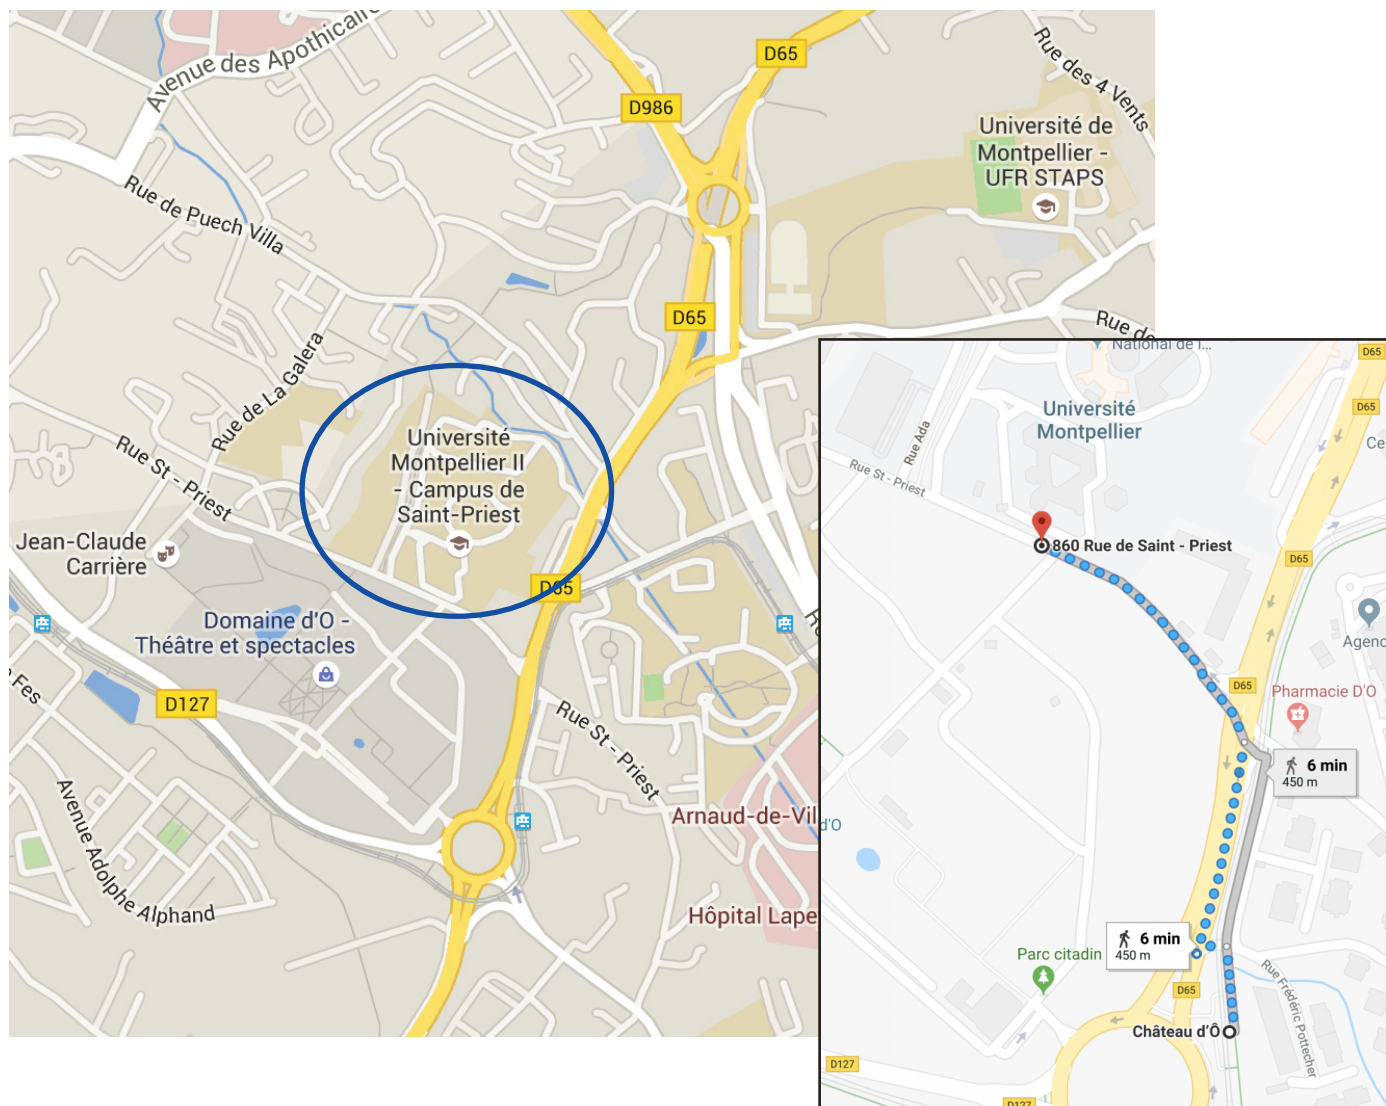 Avenue des Apothicaire
D65
D986
Rue des 4 Vents
Université de
Montpellier -
UFR STAPS
Rue de Puech Villa
D65
Rue de
Rue de La Galera
Université
Montpellier II
- Campus de
Saint-Priest
Rue St - Priest
Jean-Claude
Carrière
D65
Domaine d'O -
Théâtre et spectacles
D127
Fes
Rue St - Priest
Avenue Adolphe Alphand
Arnaud-de-Vil
Hôpital Lape
National de l...
D65
D65
Université
Montpellier
Ce
Rue Ada
Rue St - Priest
860 Rue de Saint - Priest
D65
Agenc
D65
Pharmacie D'O
6 min
450 m
d'O
6 min
450 m
Parc citadin
D65
Rue Frédéric Pottecher
Château d'Ô
D127
D127